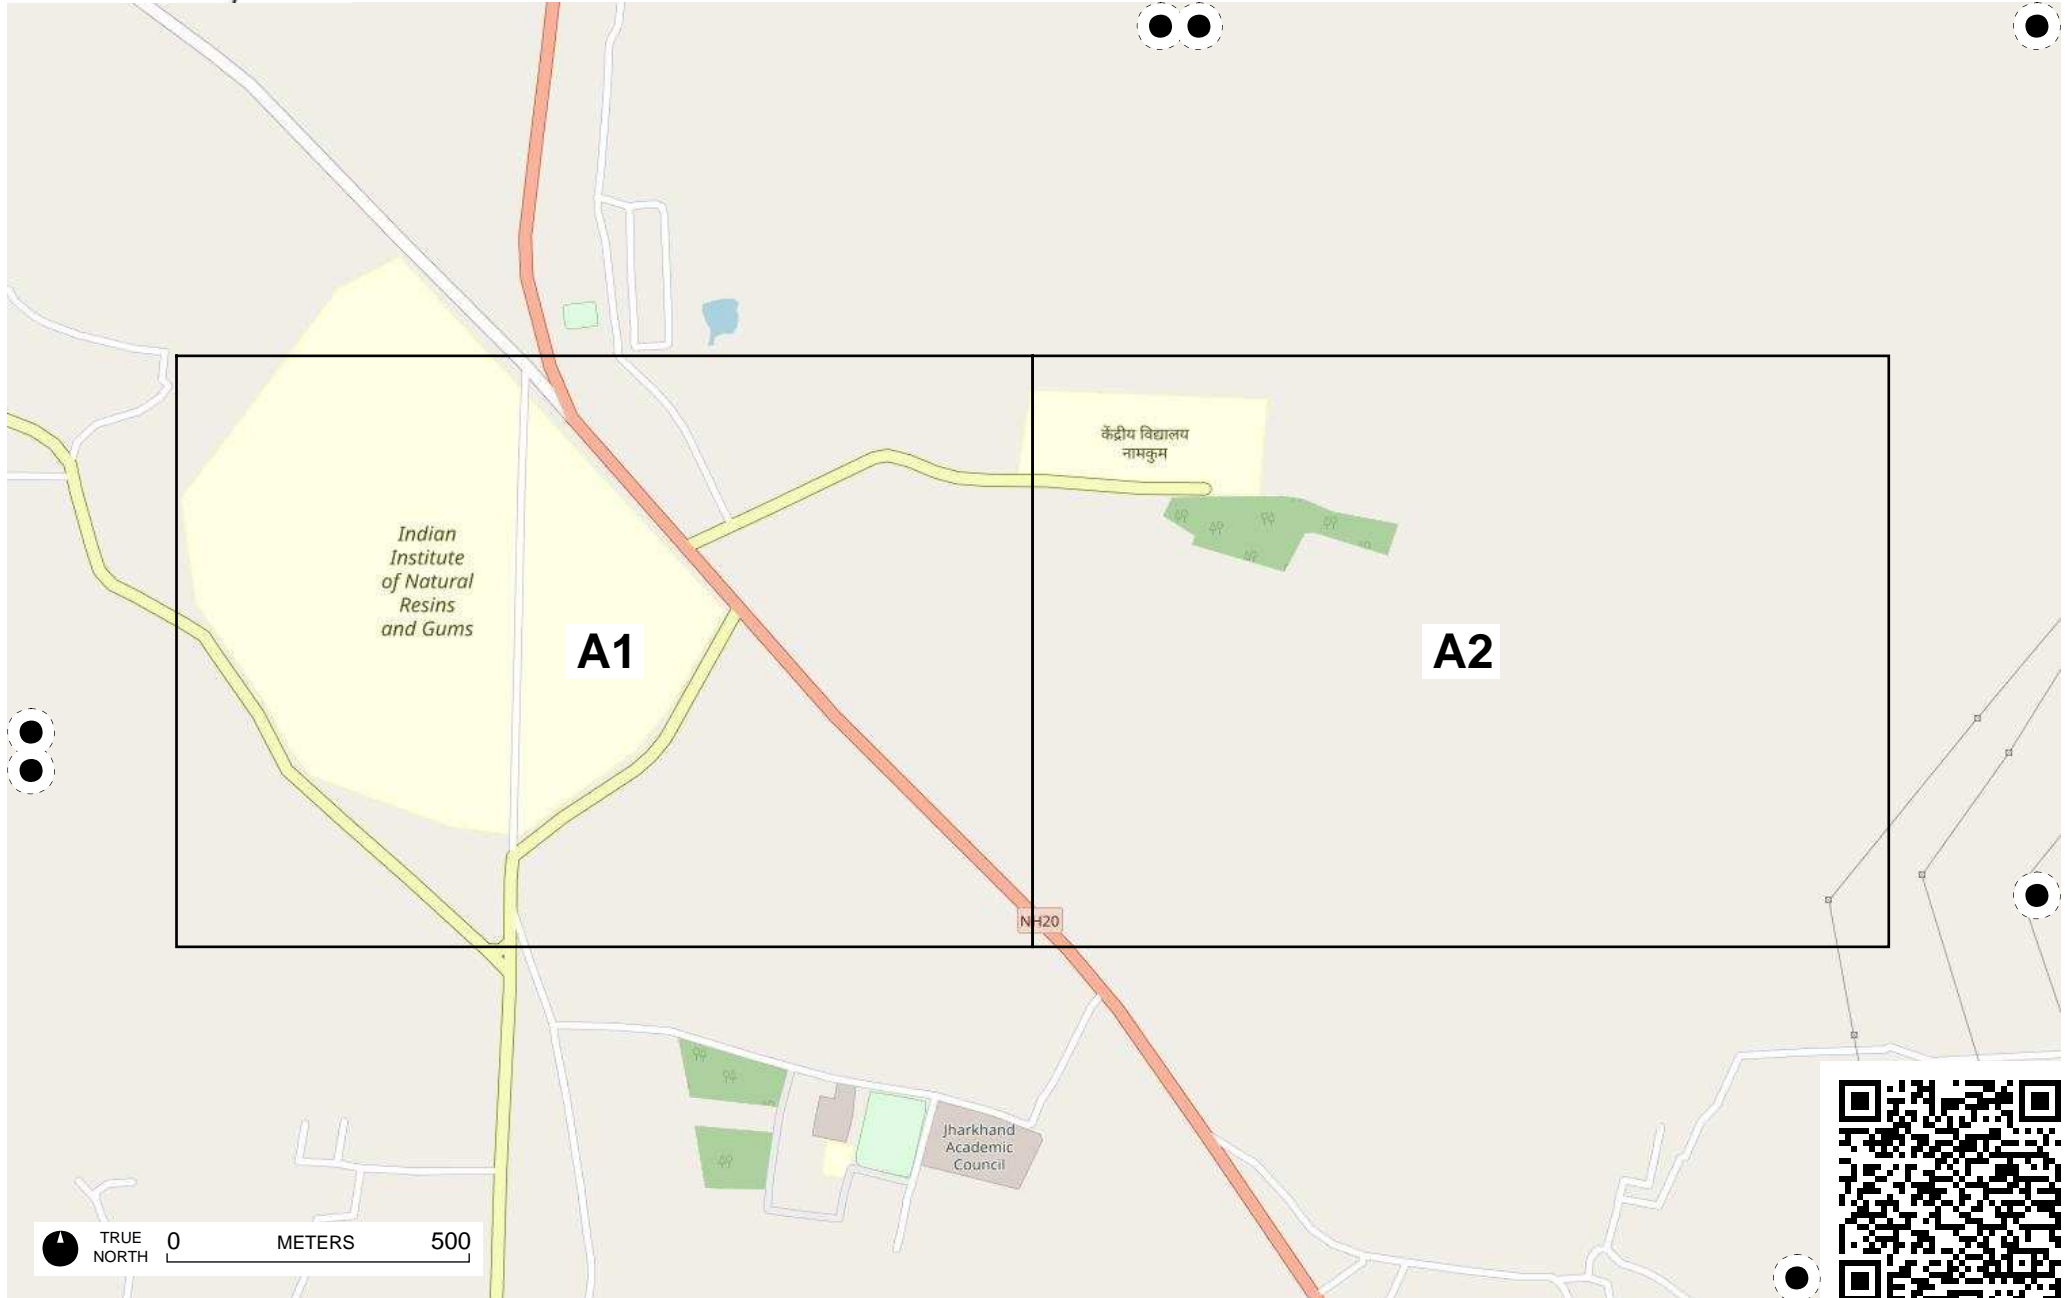 केंद्रीय विद्यालय
नामकुम
Indian
Institute
of Natural
Resins
and Gums
A1
A2
NH20
Jharkhand
Academic
Council
TRUE
NORTH
0 METERS 500